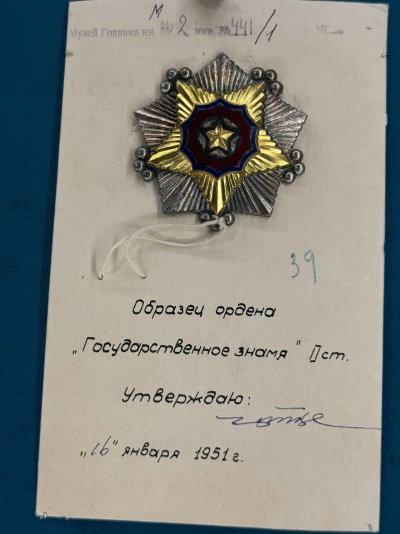 М
Музей Гознака кн. № 2 инв. № 441/1
39
Образец ордена
„Государственное знамя" II ст.
Утверждаю:
„16" января 1951 г.